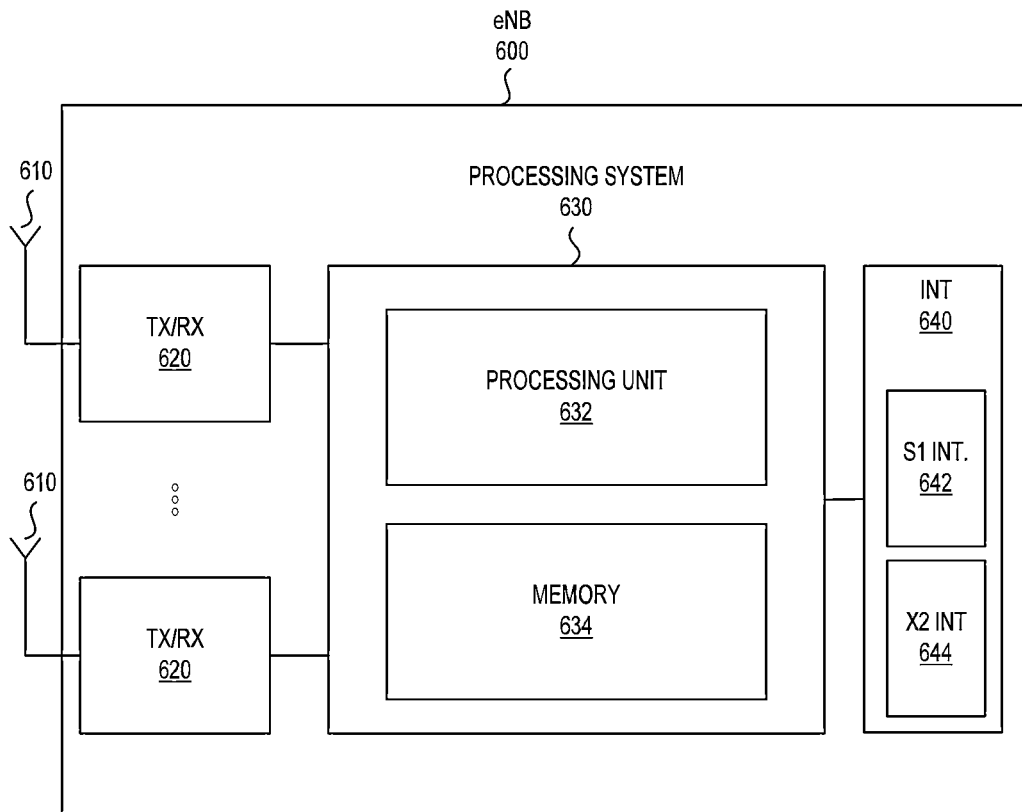 eNB
600
610
PROCESSING SYSTEM
630
TX/RX
620
PROCESSING UNIT
632
INT
640
S1 INT.
642
610
TX/RX
620
MEMORY
634
X2 INT
644